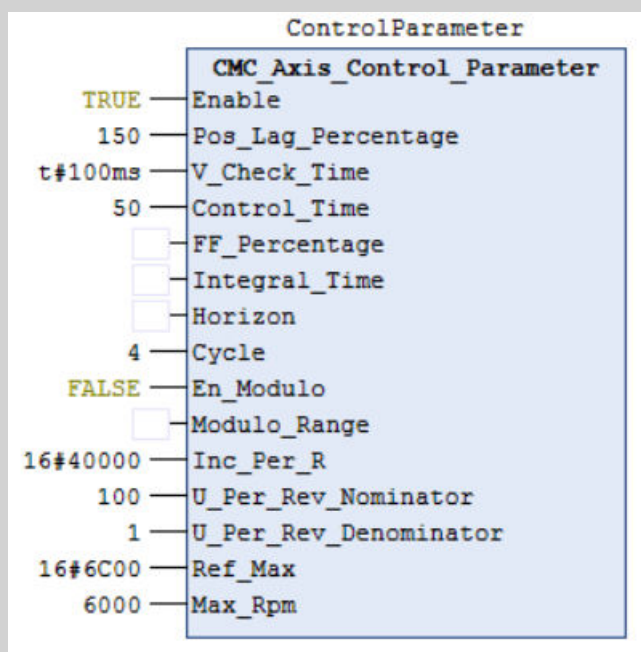 ControlParameter
CMC_Axis_Control_Parameter
TRUE Enable
150 Pos_Lag_Percentage
t#100ms V_Check_Time
50 Control_Time
FF_Percentage
Integral_Time
Horizon
4 Cycle
FALSE En_Modulo
Modulo_Range
16#40000 Inc_Per_R
100 U_Per_Rev_Nominator
1 U_Per_Rev_Denominator
16#6C00 Ref_Max
6000 Max_Rpm